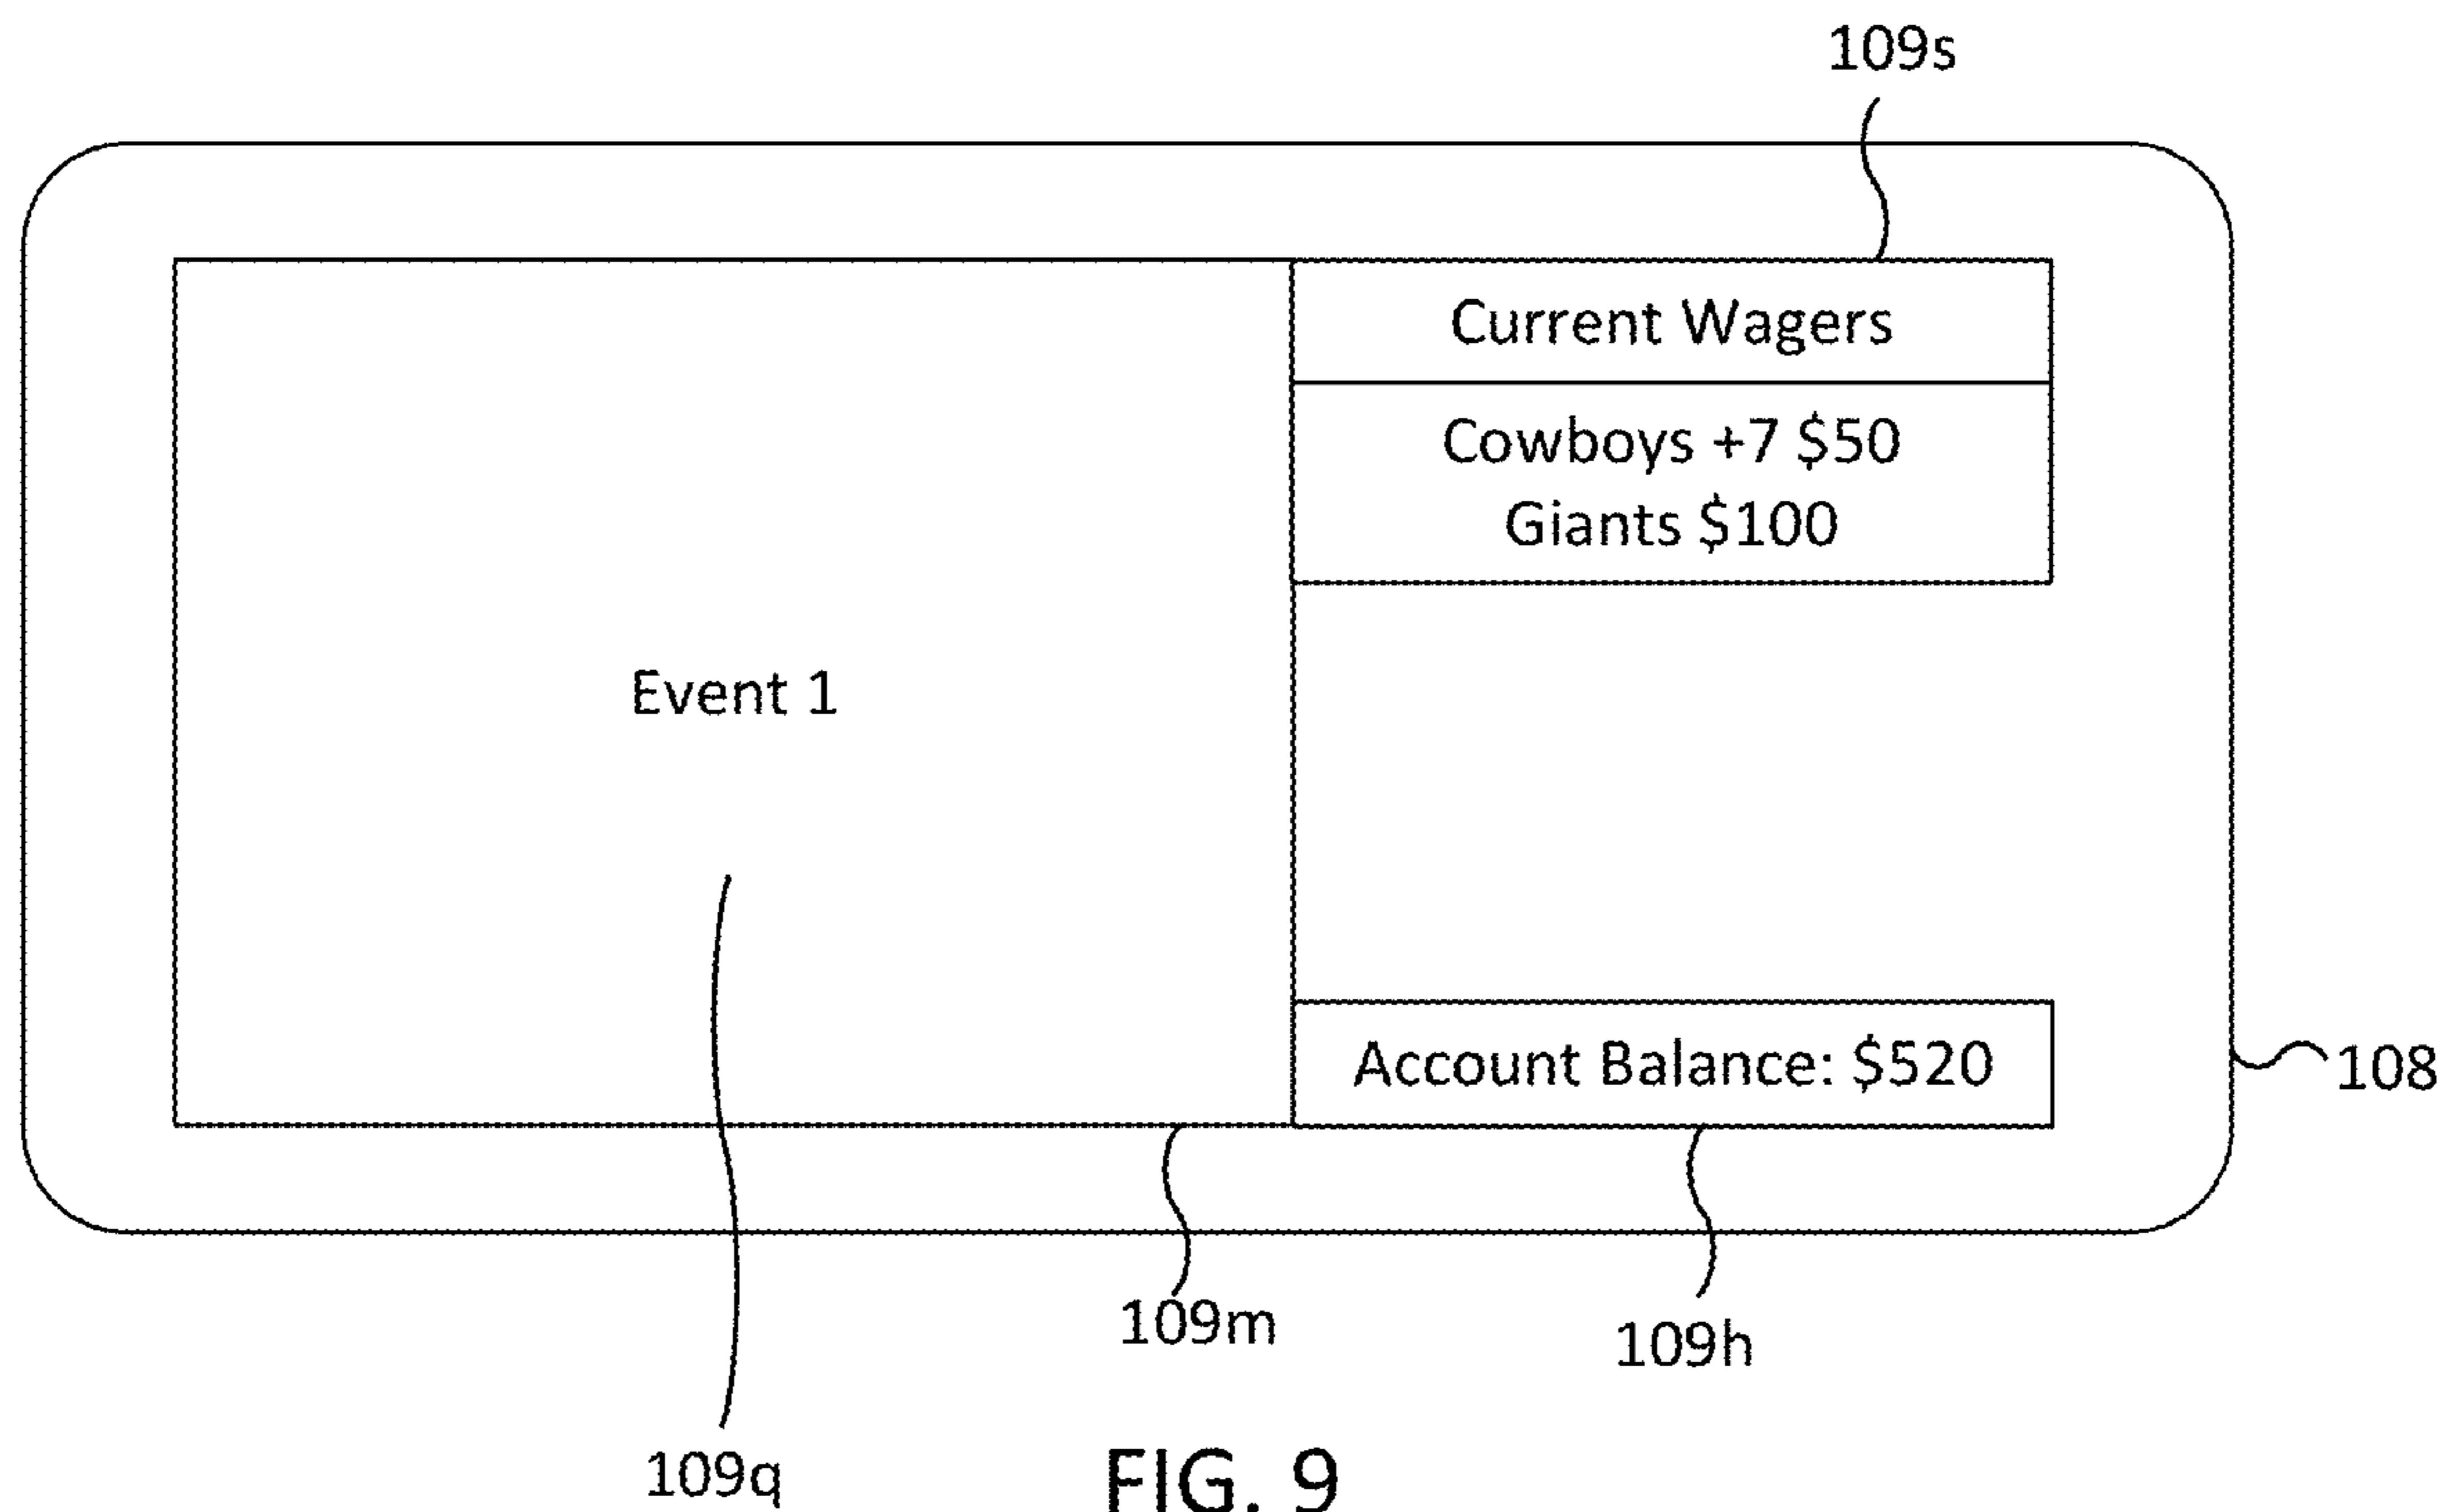 109s
Current Wagers
Cowboys +7 $50
Giants $100
Event 1
Account Balance: $520
108
109m
109h
109q
FIG. 9